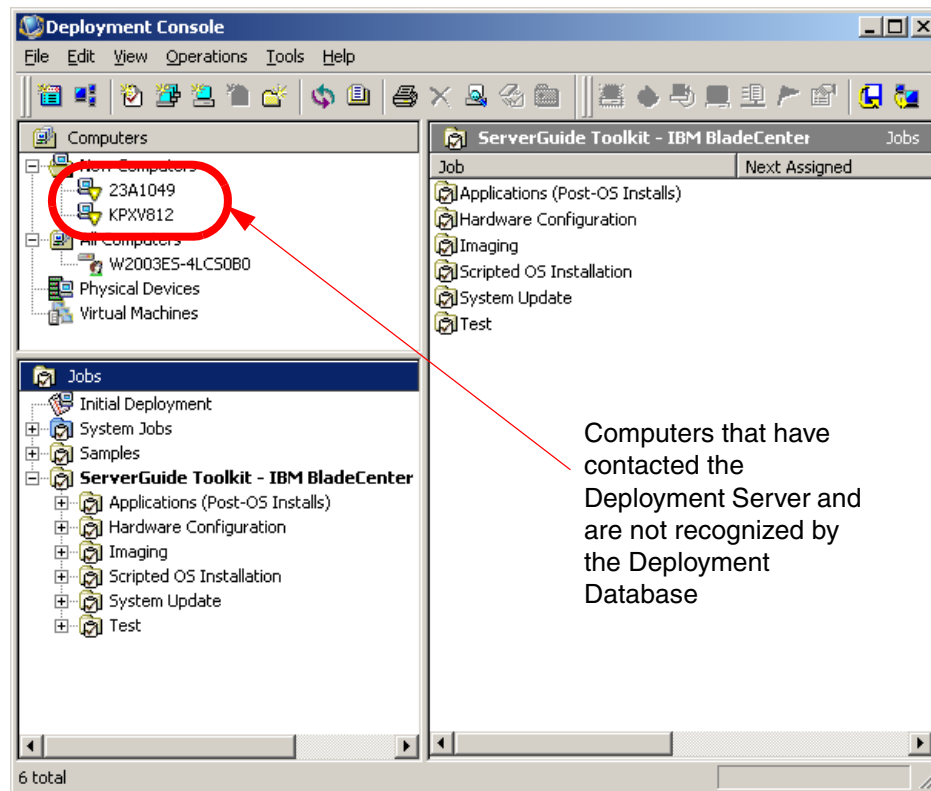 Deployment Console
File Edit View Operations Tools Help
Computers
New Computers
23A1049
KPXV812
All Computers
W2003ES-4LCS0B0
Physical Devices
Virtual Machines
Jobs
Initial Deployment
System Jobs
Samples
ServerGuide Toolkit - IBM BladeCenter
Applications (Post-OS Installs)
Hardware Configuration
Imaging
Scripted OS Installation
System Update
Test
ServerGuide Toolkit - IBM BladeCenter Jobs
Job Next Assigned
Applications (Post-OS Installs)
Hardware Configuration
Imaging
Scripted OS Installation
System Update
Test
Computers that have
contacted the
Deployment Server and
are not recognized by
the Deployment
Database
6 total